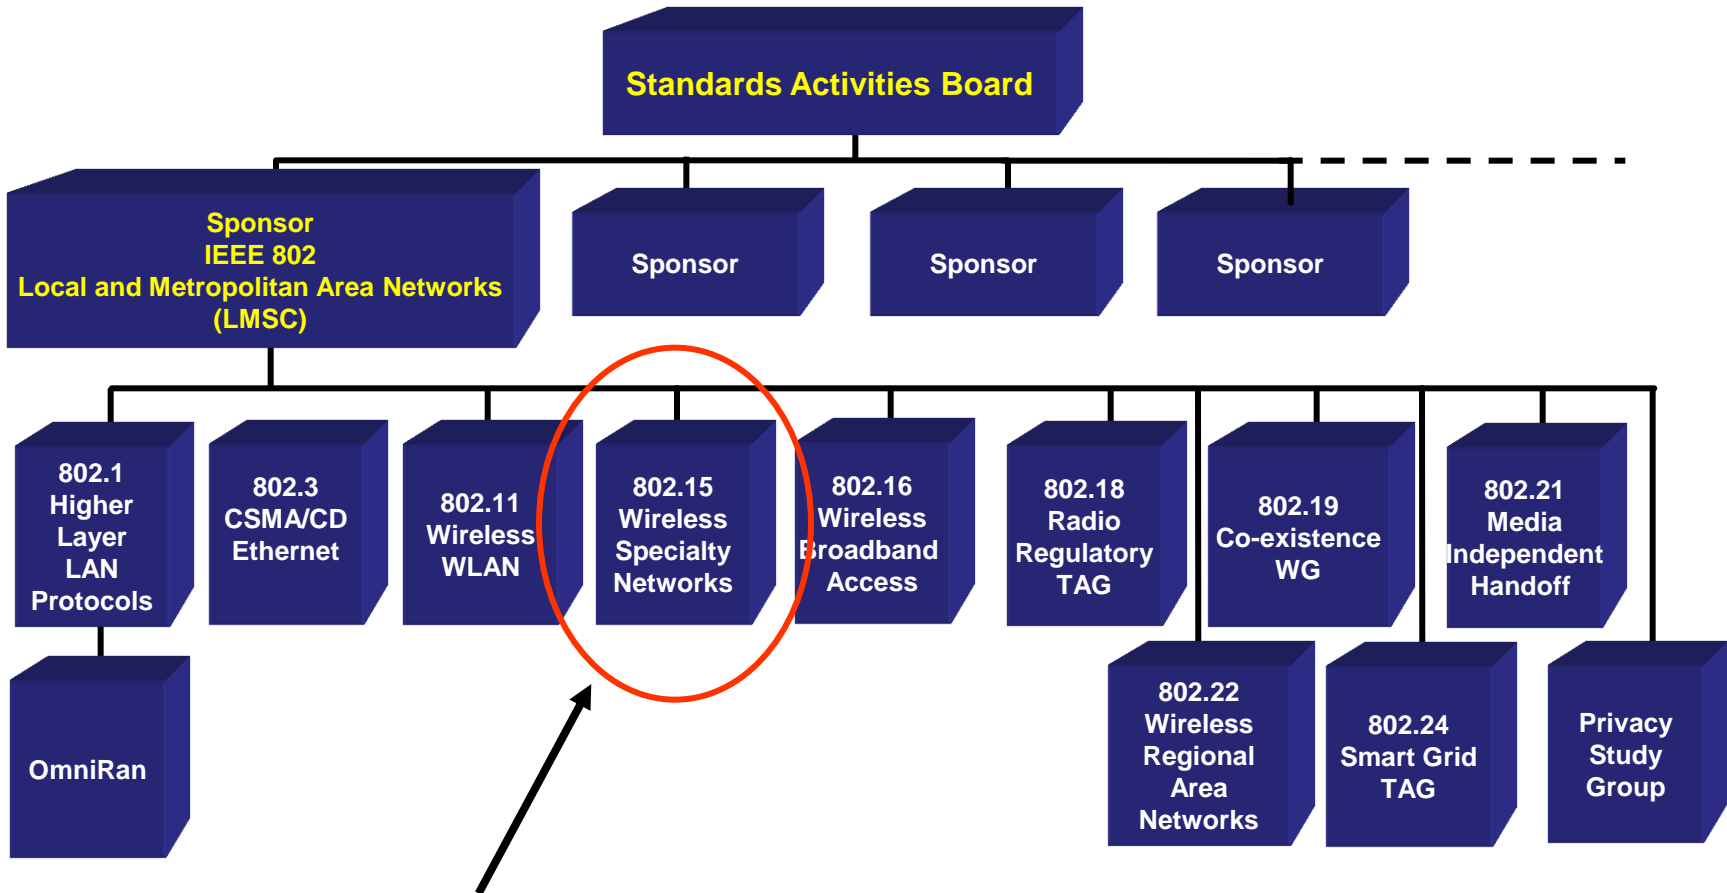 Standards Activities Board
Sponsor
IEEE 802
Local and Metropolitan Area Networks
(LMSC)
Sponsor
Sponsor
Sponsor
802.1
Higher
Layer
LAN
Protocols
802.3
CSMA/CD
Ethernet
802.11
Wireless
WLAN
802.15
Wireless
Specialty
Networks
802.16
Wireless
Broadband
Access
802.18
Radio
Regulatory
TAG
802.19
Co-existence
WG
802.21
Media
Independent
Handoff
OmniRan
802.22
Wireless
Regional
Area
Networks
802.24
Smart Grid
TAG
Privacy
Study
Group